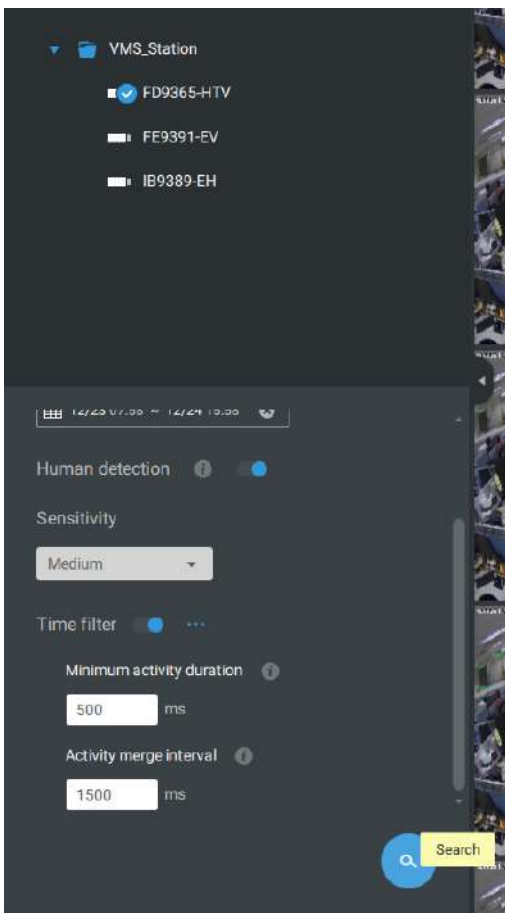 VMS_Station
FD9365-HTV
FE9391-EV
IB9389-EH
Human detection
Sensitivity
Medium
Time filter
Minimum activity duration
500 ms
Activity merge interval
1500 ms
Search